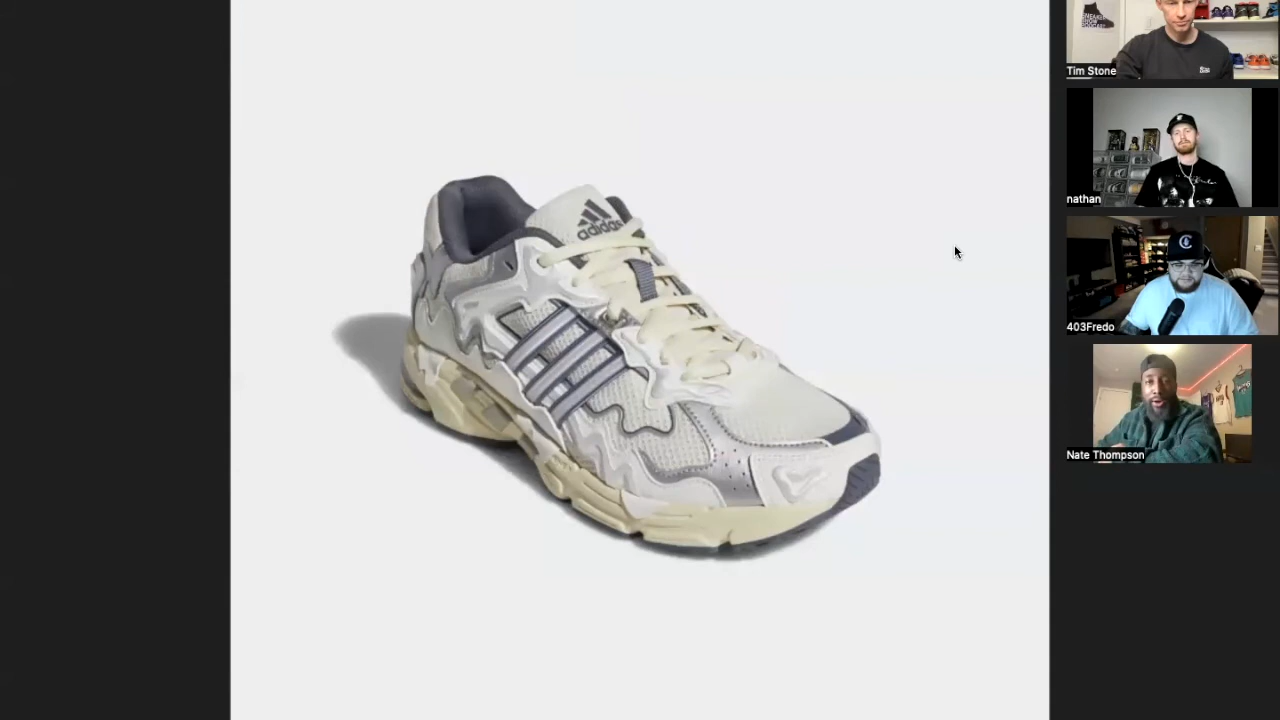 adidas
Tim Stone
nathan
403Fredo
Nate Thompson